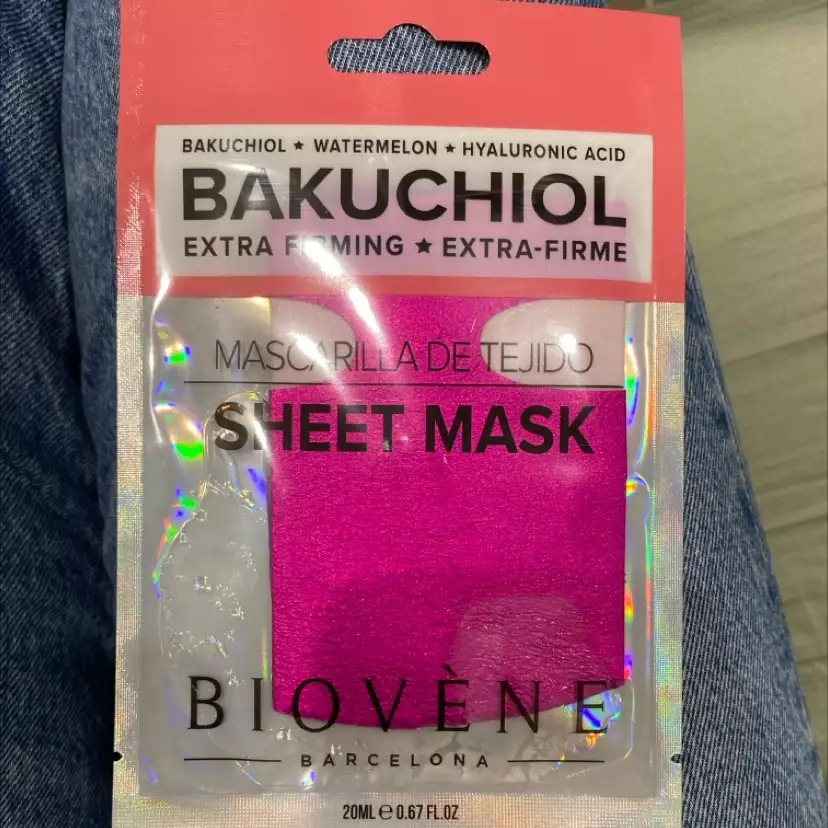 BAKUCHIOL ★ WATERMELON ★ HYALURONIC ACID
BAKUCHIOL
EXTRA FIRMING ★ EXTRA-FIRME
MASCARILLA DE TEJIDO
SHEET MASK
BIOVÈNE
BARCELONA
20ML ℮ 0.67 FL.OZ